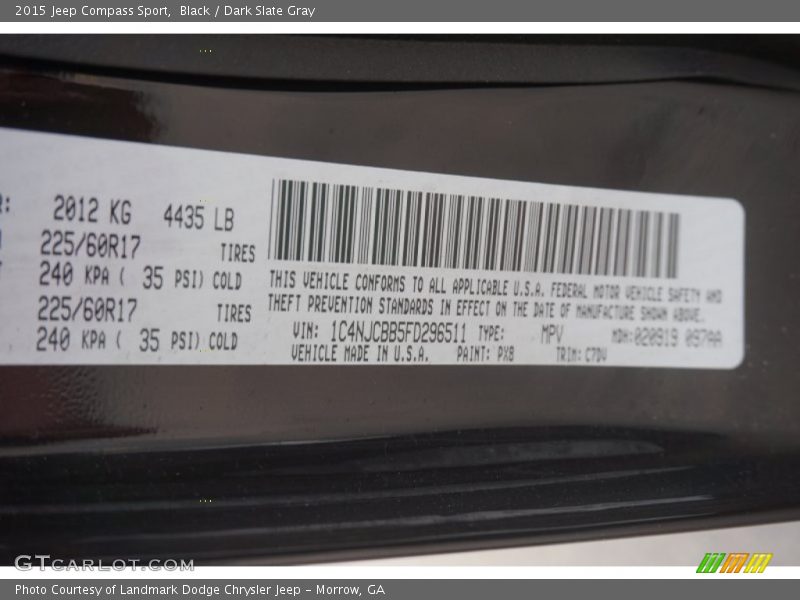 2015 Jeep Compass Sport, Black / Dark Slate Gray
2012 KG 4435 LB
225/60R17 TIRES
240 KPA ( 35 PSI) COLD
225/60R17 TIRES
240 KPA ( 35 PSI) COLD
THIS VEHICLE CONFORMS TO ALL APPLICABLE U.S.A. FEDERAL MOTOR VEHICLE SAFETY AND
THEFT PREVENTION STANDARDS IN EFFECT ON THE DATE OF MANUFACTURE SHOWN ABOVE.
VIN: 1C4NJCBB5FD296511 TYPE: MPV MDH:020919 097AA
VEHICLE MADE IN U.S.A. PAINT: PX8 TRIM: C7DV
GTCARLOT.COM
Photo Courtesy of Landmark Dodge Chrysler Jeep - Morrow, GA